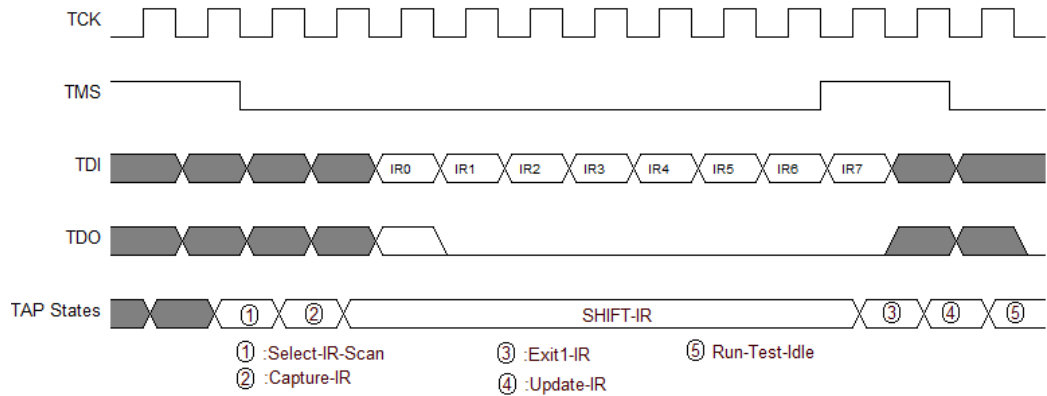 TCK
TMS
TDI IR0 IR1 IR2 IR3 IR4 IR5 IR6 IR7
TDO
TAP States 1 2 SHIFT-IR 3 4 5
1 :Select-IR-Scan 3 :Exit1-IR 5 Run-Test-Idle
2 :Capture-IR 4 :Update-IR